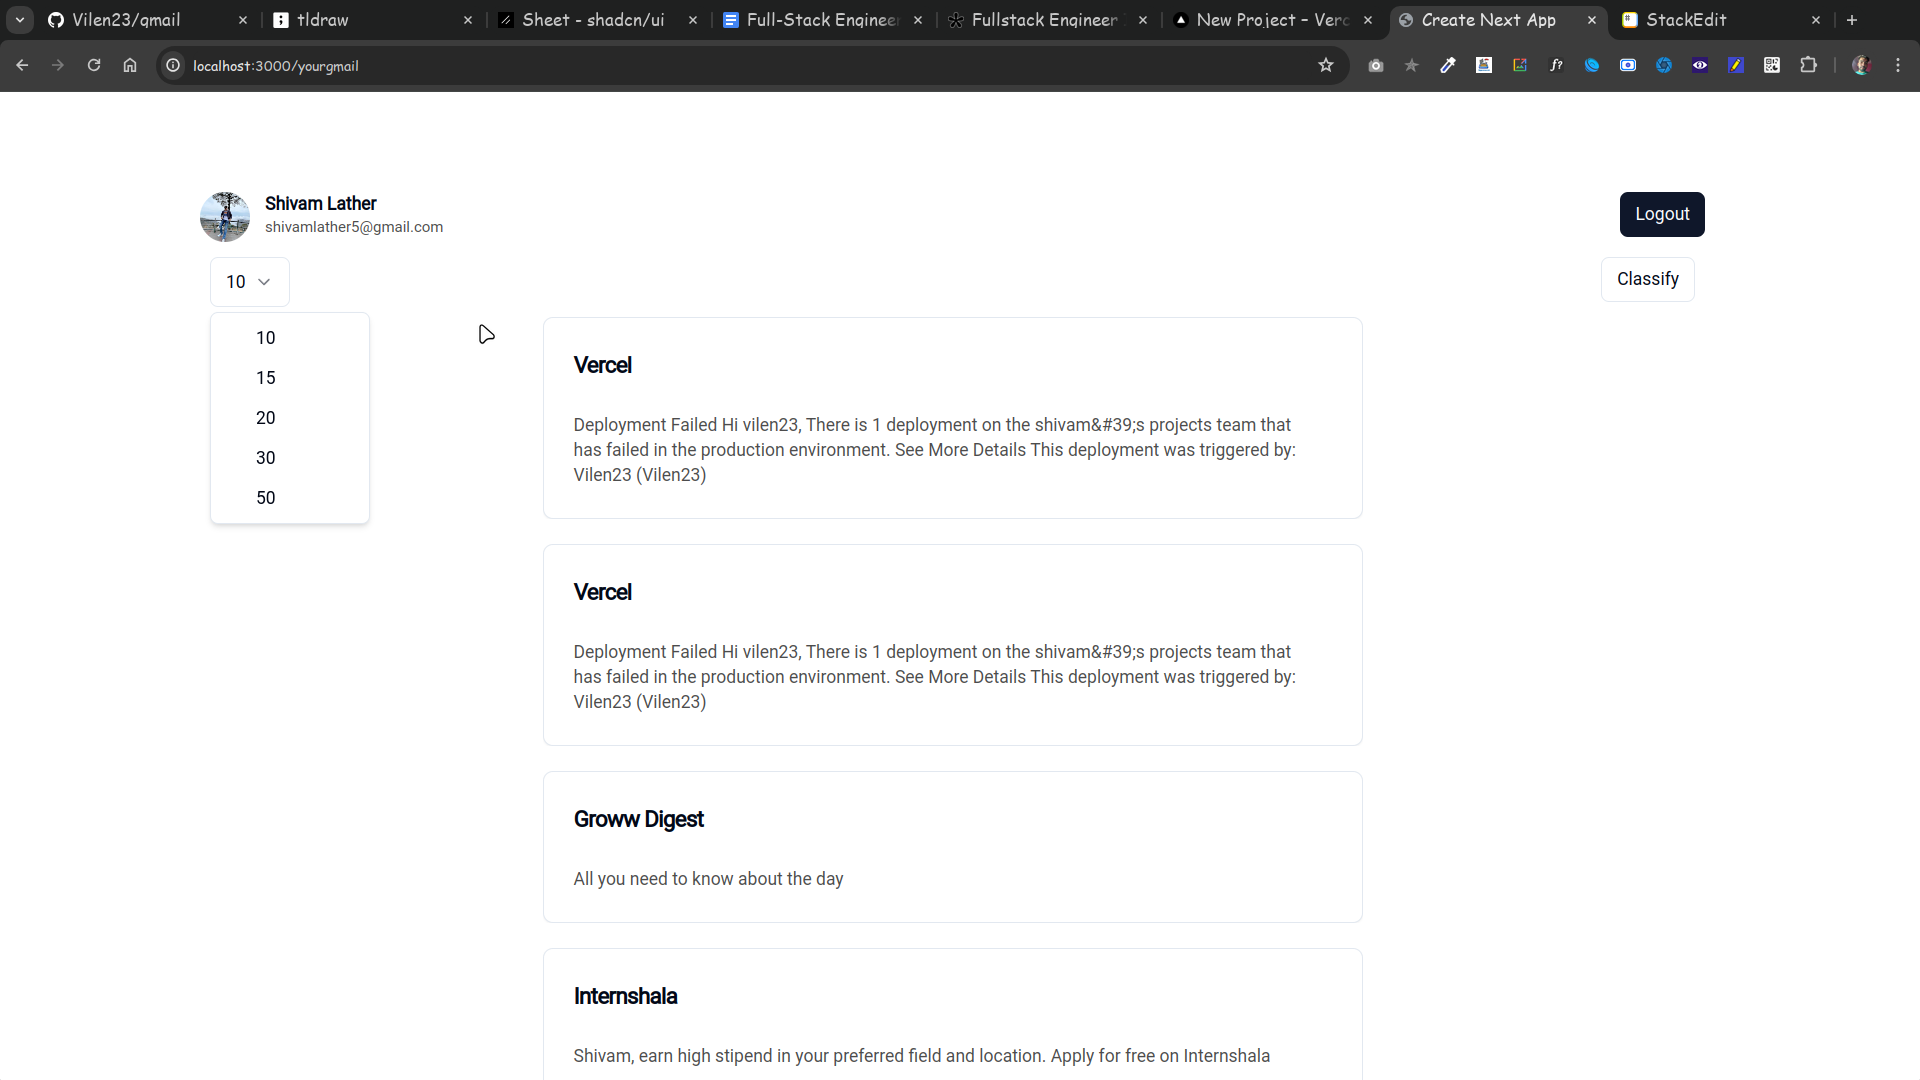 Vilen23/gmail
tldraw
Sheet - shadcn/ui
Full-Stack Engineer
Fullstack Engineer
New Project – Verc
Create Next App
StackEdit
localhost:3000/yourgmail
f?
Shivam Lather
shivamlather5@gmail.com
Logout
10
Classify
10
15
20
30
50
Vercel
Deployment Failed Hi vilen23, There is 1 deployment on the shivam&#39;s projects team that
has failed in the production environment. See More Details This deployment was triggered by:
Vilen23 (Vilen23)
Vercel
Deployment Failed Hi vilen23, There is 1 deployment on the shivam&#39;s projects team that
has failed in the production environment. See More Details This deployment was triggered by:
Vilen23 (Vilen23)
Groww Digest
All you need to know about the day
Internshala
Shivam, earn high stipend in your preferred field and location. Apply for free on Internshala